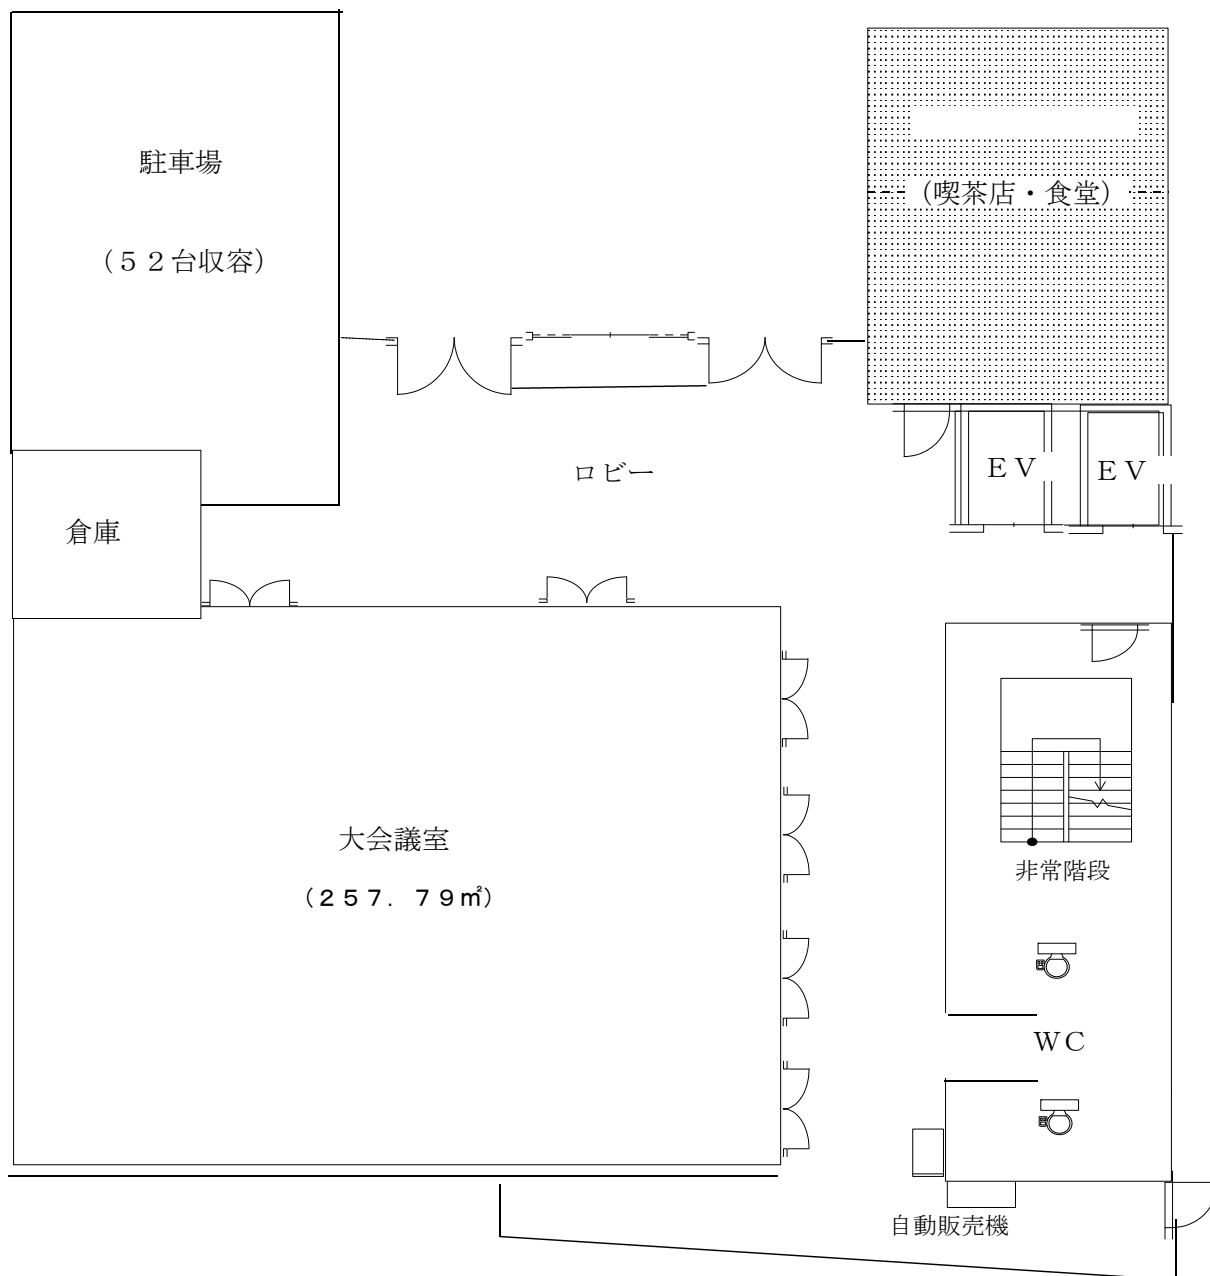 駐車場
（５２台収容）
（喫茶店・食堂）
ロビー
ＥＶ
ＥＶ
倉庫
大会議室
（２５７．７９㎡）
非常階段
ＷＣ
自動販売機